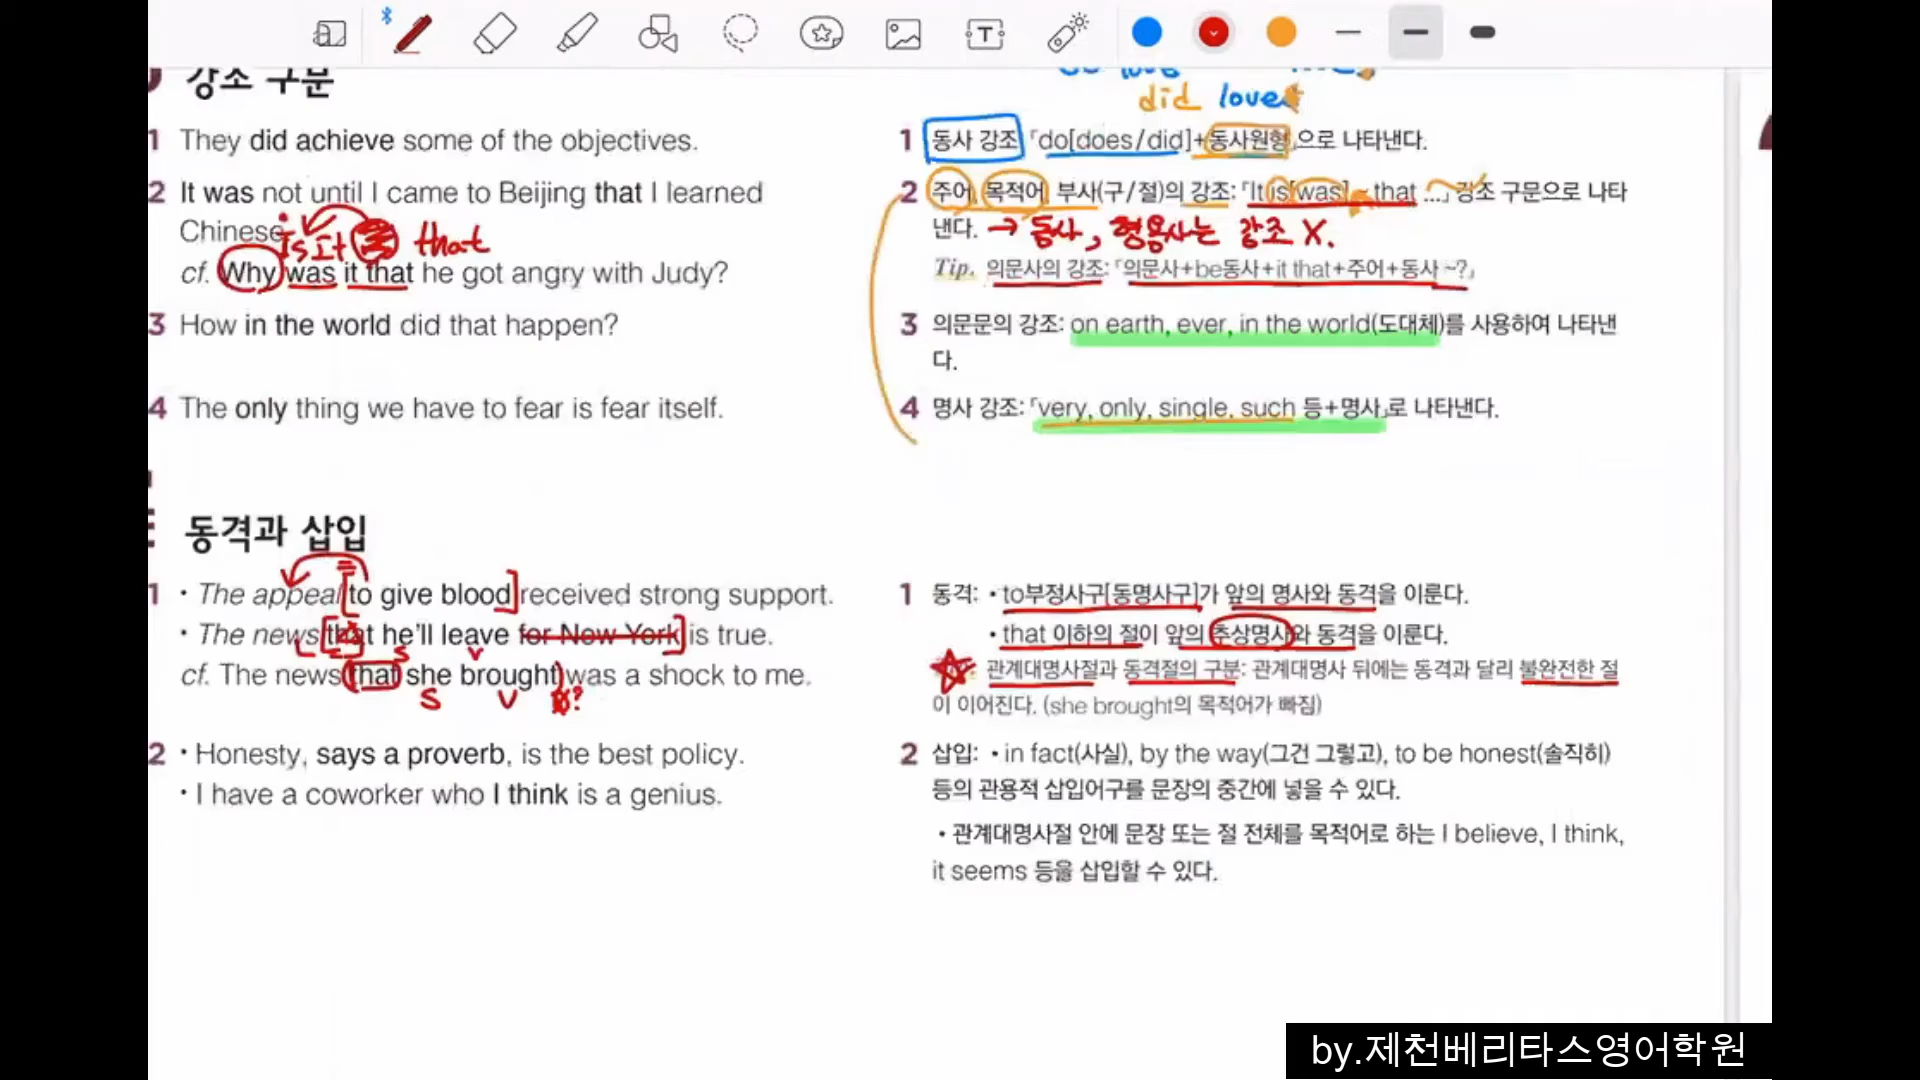 강조 구문
did loves
1 They did achieve some of the objectives.
2 It was not until I came to Beijing that I learned
Chinese.
is it that
cf. Why was it that he got angry with Judy?
3 How in the world did that happen?
4 The only thing we have to fear is fear itself.
1 동사 강조: 「do[does/did]+동사원형」으로 나타낸다.
2 주어, 목적어, 부사(구/절)의 강조: 「It is[was] ~ that ...」 강조 구문으로 나타
낸다. → 동사, 형용사는 강조 X.
Tip. 의문사의 강조: 「의문사+be동사+it that+주어+동사 ~?」
3 의문문의 강조: on earth, ever, in the world(도대체)를 사용하여 나타낸
다.
4 명사 강조: 「very, only, single, such 등+명사」로 나타낸다.
동격과 삽입
=
1 • The appeal to give blood received strong support.
• The news that he'll leave for New York is true.
s v
cf. The news that she brought was a shock to me.
S V ?
2 • Honesty, says a proverb, is the best policy.
• I have a coworker who I think is a genius.
1 동격: • to부정사구[동명사구]가 앞의 명사와 동격을 이룬다.
• that 이하의 절이 앞의 추상명사와 동격을 이룬다.
관계대명사절과 동격절의 구분: 관계대명사 뒤에는 동격과 달리 불완전한 절
이 이어진다. (she brought의 목적어가 빠짐)
2 삽입: • in fact(사실), by the way(그건 그렇고), to be honest(솔직히)
등의 관용적 삽입어구를 문장의 중간에 넣을 수 있다.
• 관계대명사절 안에 문장 또는 절 전체를 목적어로 하는 I believe, I think,
it seems 등을 삽입할 수 있다.
by.제천베리타스영어학원